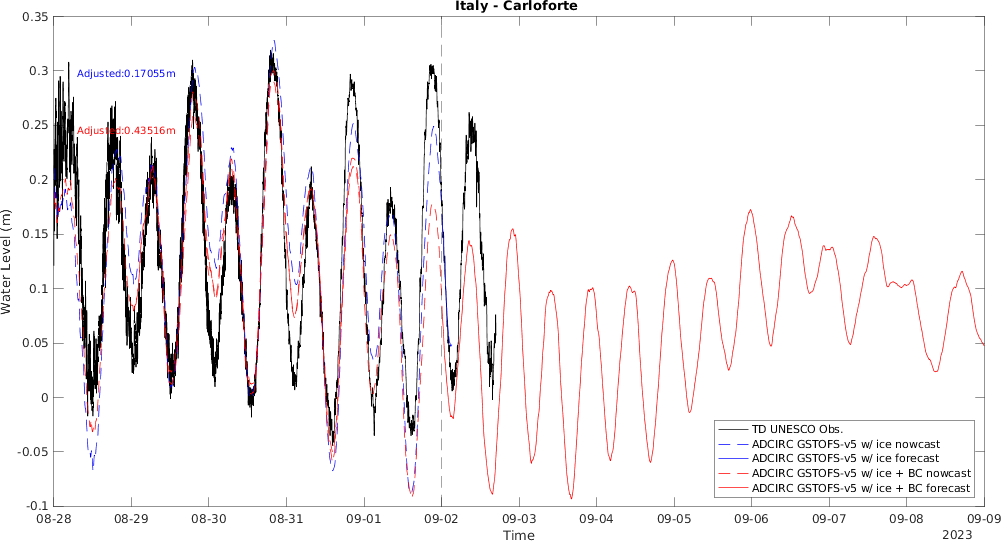 Italy - Carloforte
0.35
0.3
0.25
0.2
0.15
0.1
0.05
0
-0.05
-0.1
Water Level (m)
Adjusted:0.17055m
Adjusted:0.43516m
TD UNESCO Obs.
ADCIRC GSTOFS-v5 w/ ice nowcast
ADCIRC GSTOFS-v5 w/ ice forecast
ADCIRC GSTOFS-v5 w/ ice + BC nowcast
ADCIRC GSTOFS-v5 w/ ice + BC forecast
08-28 08-29 08-30 08-31 09-01 09-02 09-03 09-04 09-05 09-06 09-07 09-08 09-09
Time
2023